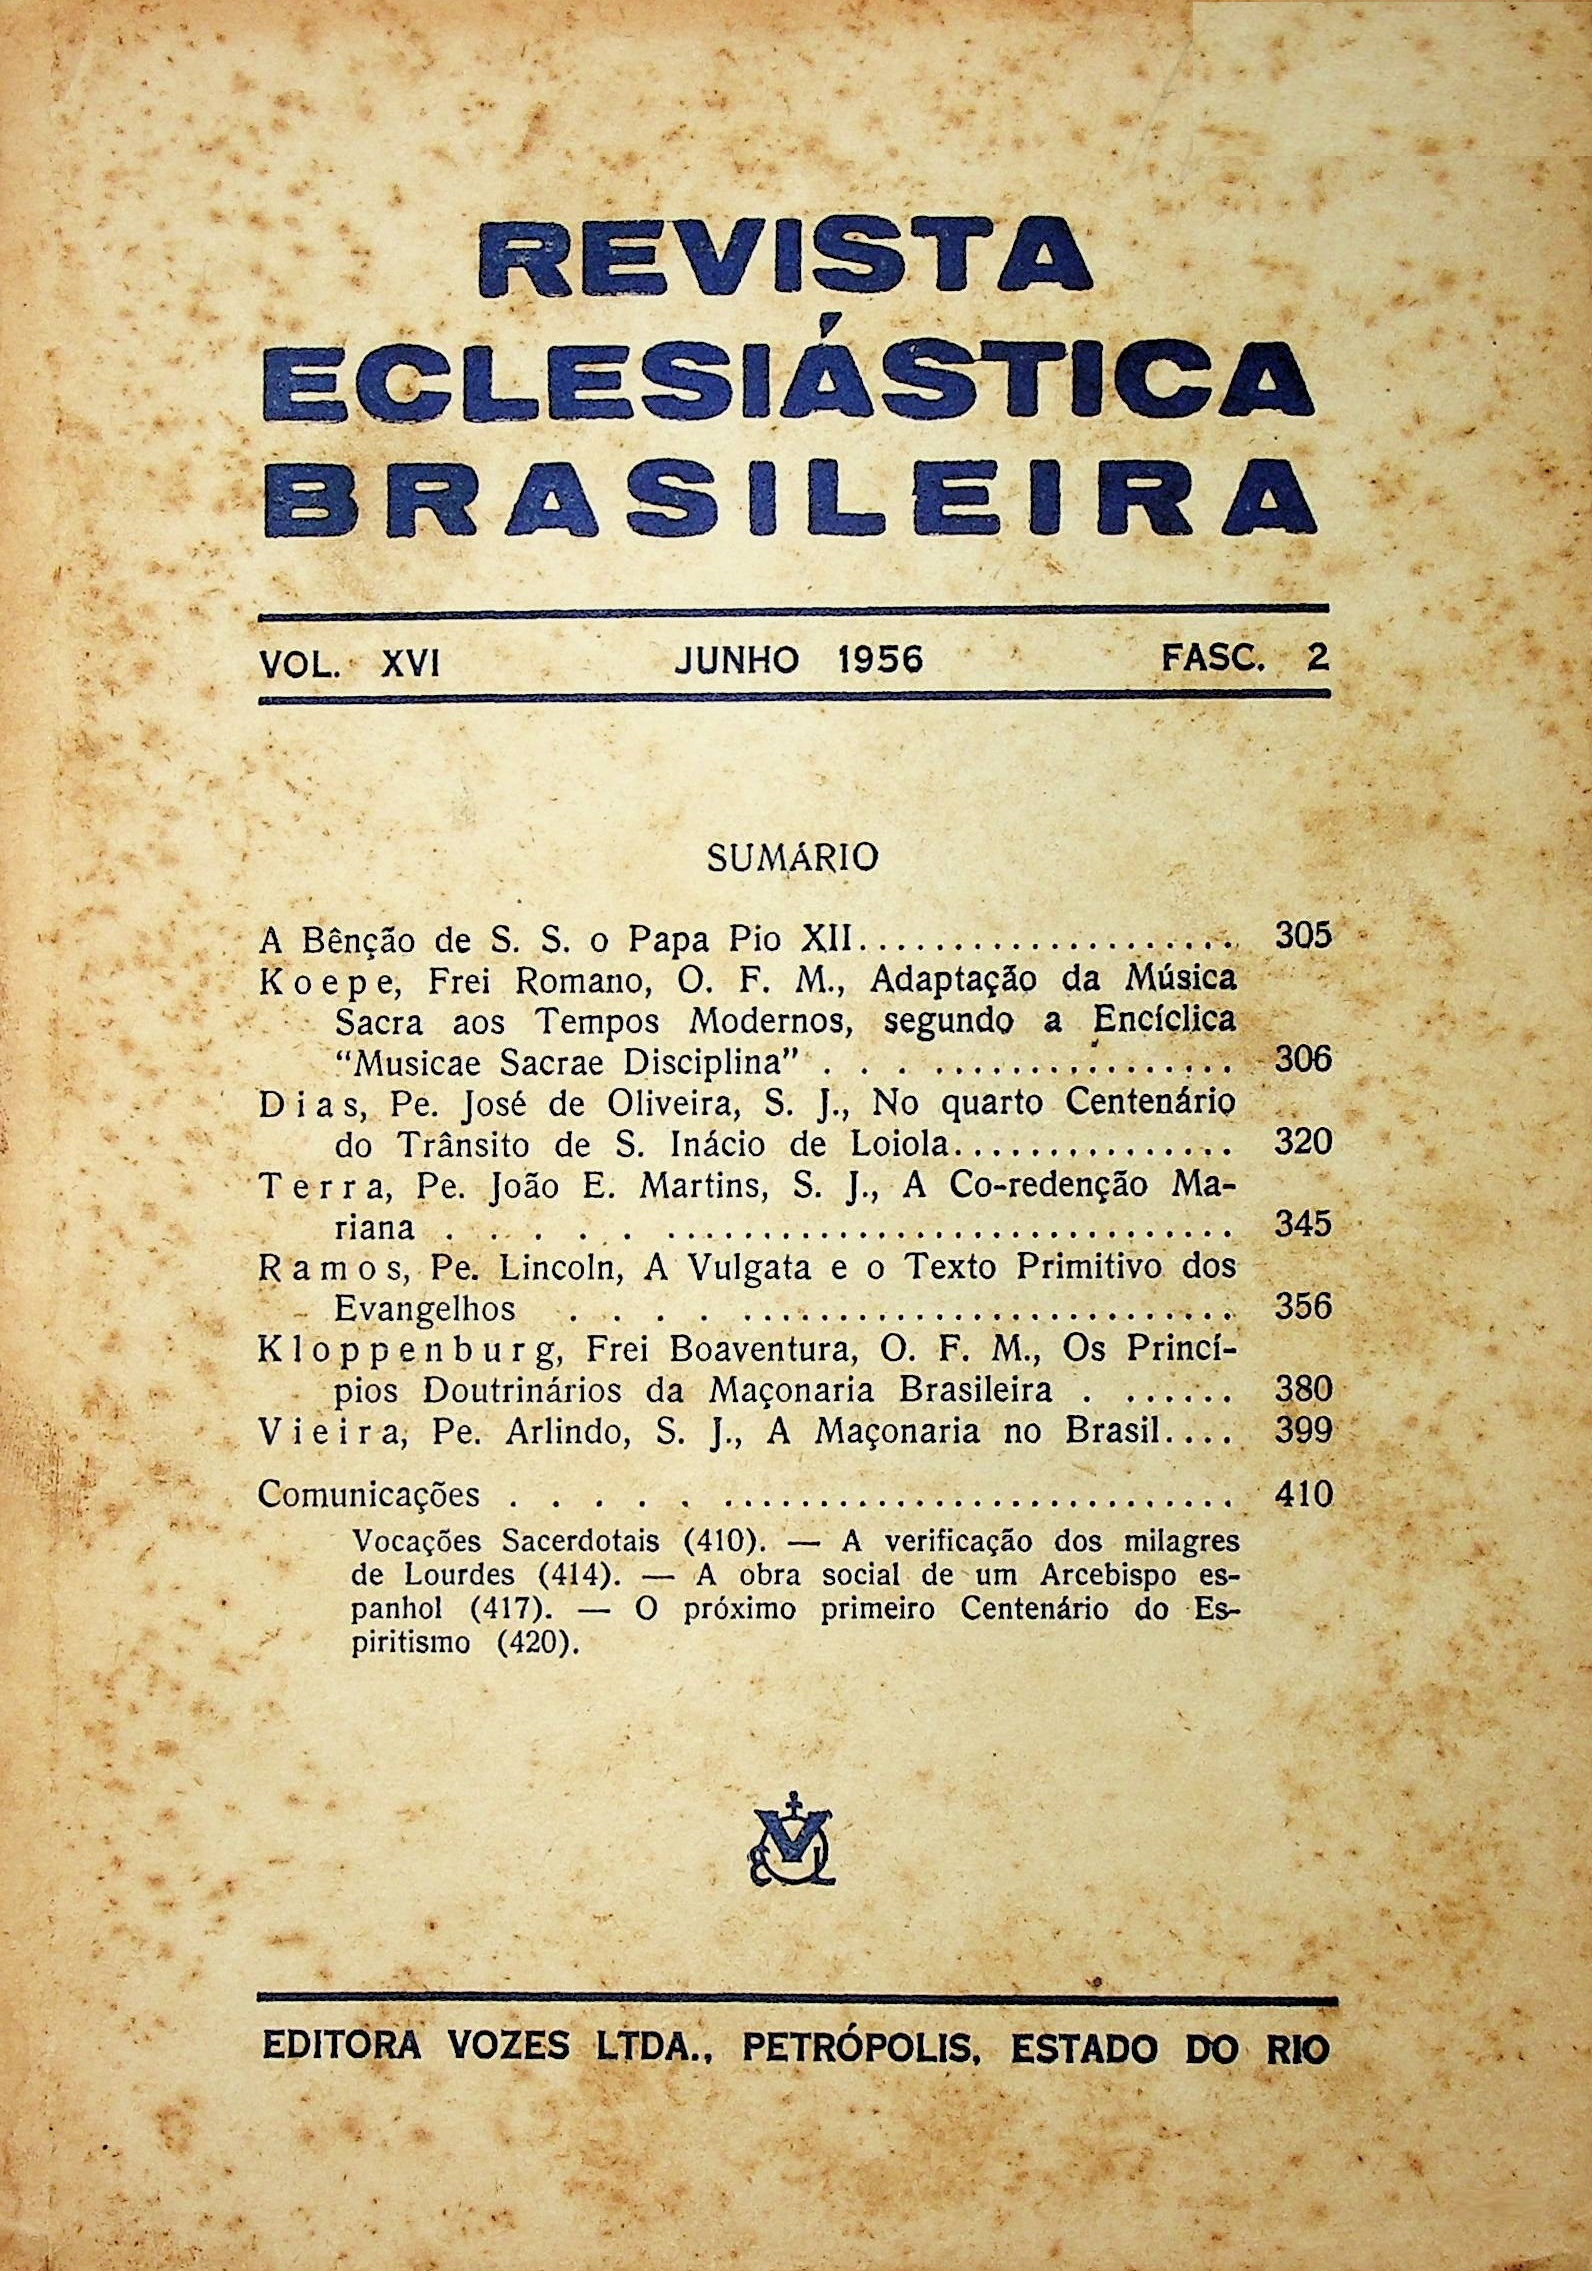 REVISTA
ECLESIÁSTICA
BRASILEIRA
VOL. XVI JUNHO 1956 FASC. 2
SUMÁRIO
A Bênção de S. S. o Papa Pio XII.................... 305
Koepe, Frei Romano, O. F. M., Adaptação da Música
Sacra aos Tempos Modernos, segundo a Encíclica
“Musicae Sacrae Disciplina” . . . ................ 306
Dias, Pe. José de Oliveira, S. J., No quarto Centenário
do Trânsito de S. Inácio de Loiola............... 320
Terra, Pe. João E. Martins, S. J., A Co-redenção Ma-
riana . . . . . .............................. 345
Ramos, Pe. Lincoln, A Vulgata e o Texto Primitivo dos
Evangelhos . . . . .......................... 356
Kloppenburg, Frei Boaventura, O. F. M., Os Princí-
pios Doutrinários da Maçonaria Brasileira . ...... 380
Vieira, Pe. Arlindo, S. J., A Maçonaria no Brasil.... 399
Comunicações . . . . . ........................... 410
Vocações Sacerdotais (410). — A verificação dos milagres
de Lourdes (414). — A obra social de um Arcebispo es-
panhol (417). — O próximo primeiro Centenário do Es-
piritismo (420).
V
EDITORA VOZES LTDA., PETRÓPOLIS, ESTADO DO RIO